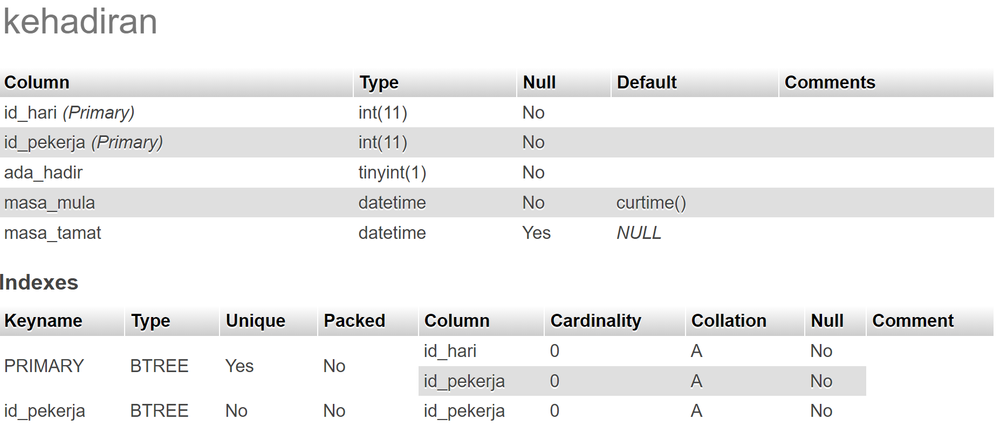 kehadiran
Column Type Null Default Comments
id_hari (Primary) int(11) No
id_pekerja (Primary) int(11) No
ada_hadir tinyint(1) No
masa_mula datetime No curtime()
masa_tamat datetime Yes NULL
Indexes
Keyname Type Unique Packed Column Cardinality Collation Null Comment
PRIMARY BTREE Yes No id_hari 0 A No
id_pekerja 0 A No
id_pekerja BTREE No No id_pekerja 0 A No